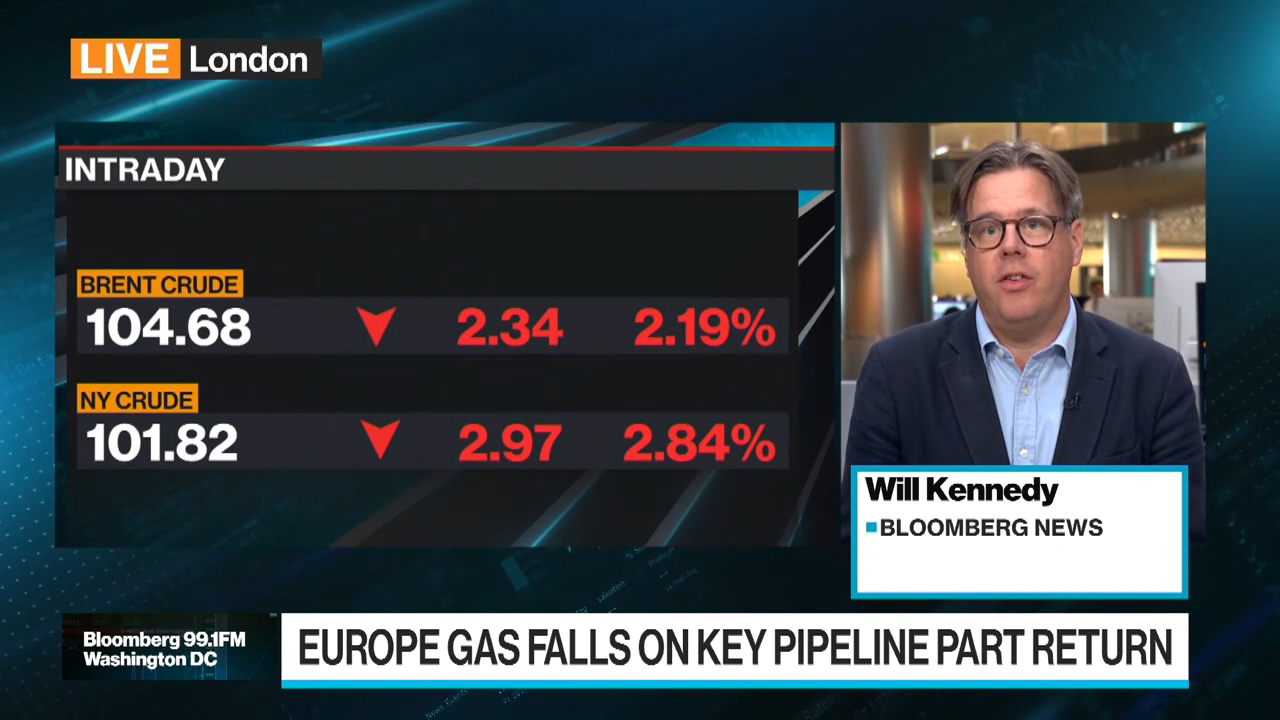 LIVE London
INTRADAY
BRENT CRUDE
104.68 2.34 2.19%
NY CRUDE
101.82 2.97 2.84%
Will Kennedy
BLOOMBERG NEWS
Bloomberg 99.1FM
Washington DC
EUROPE GAS FALLS ON KEY PIPELINE PART RETURN